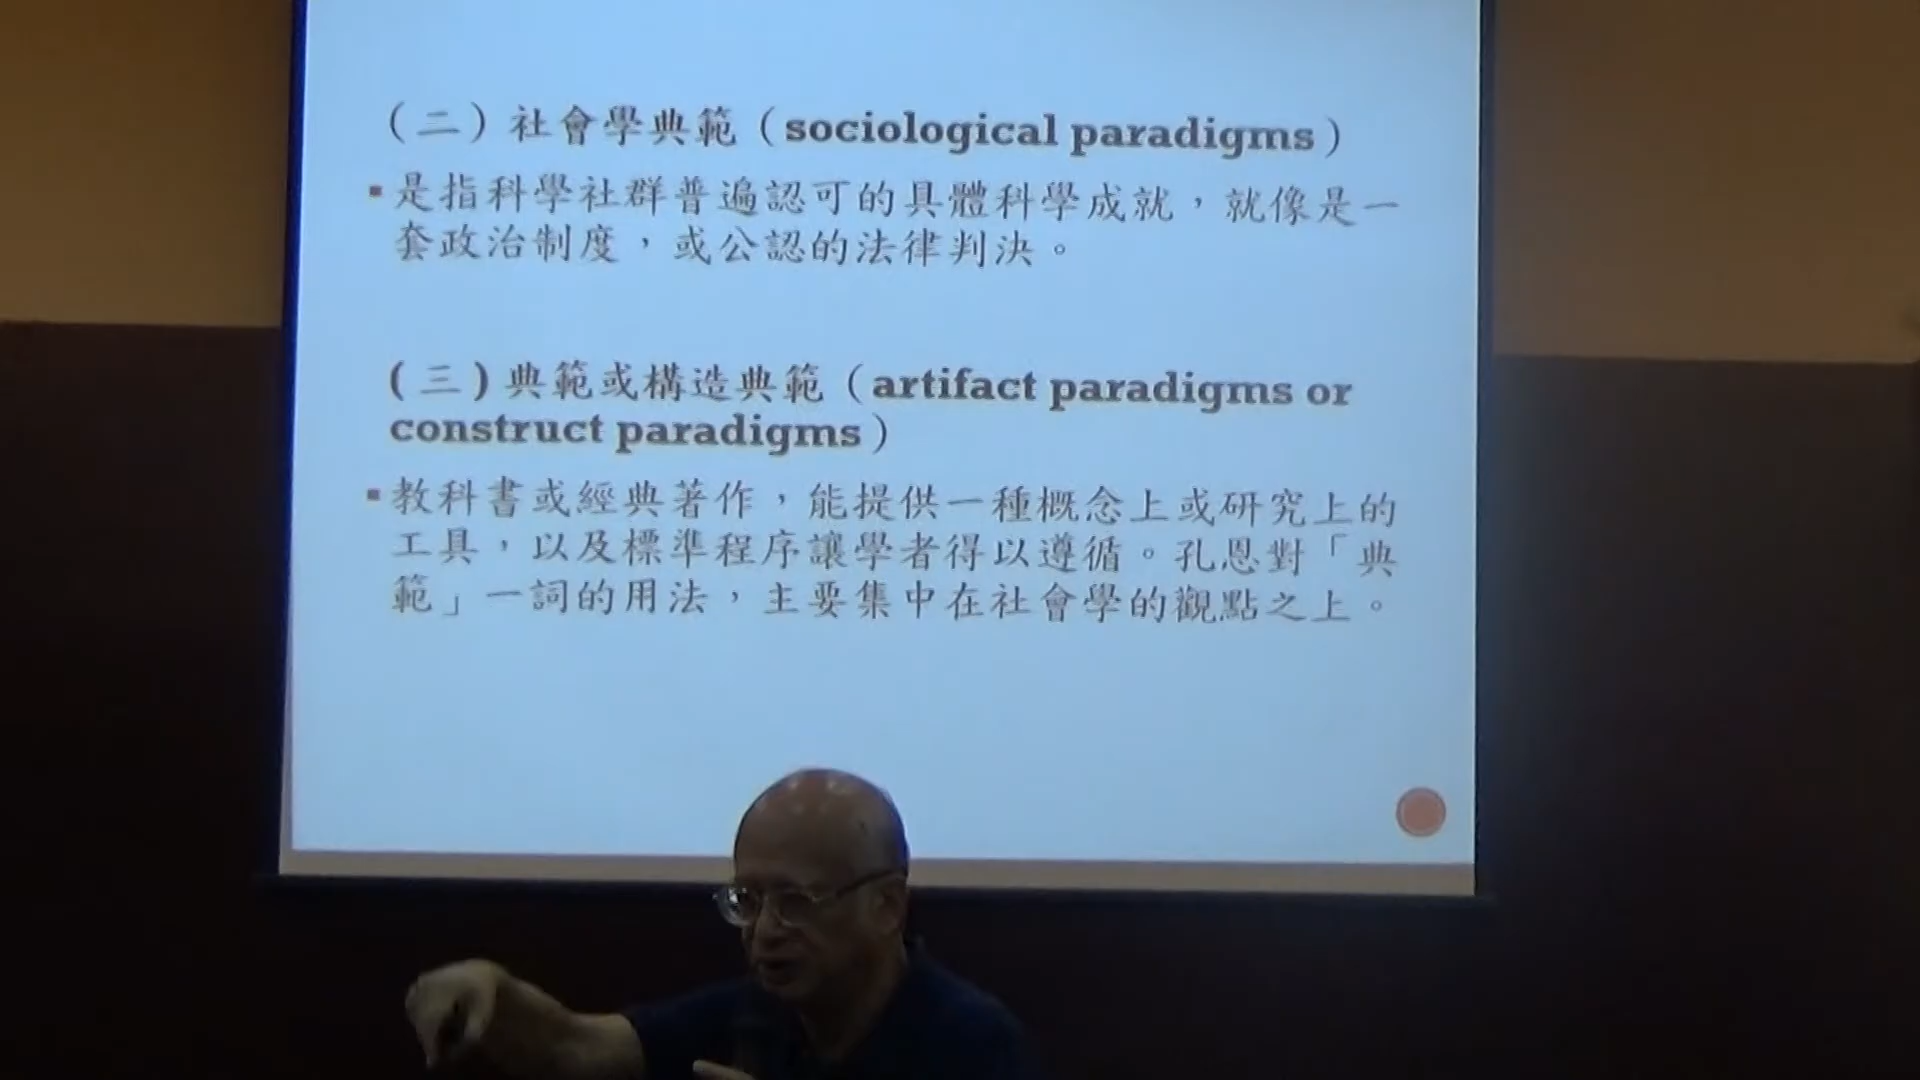 （二）社會學典範（sociological paradigms）
▪是指科學社群普遍認可的具體科學成就，就像是一
套政治制度，或公認的法律判決。
(三)典範或構造典範（artifact paradigms or
construct paradigms）
▪教科書或經典著作，能提供一種概念上或研究上的
工具，以及標準程序讓學者得以遵循。孔恩對「典
範」一詞的用法，主要集中在社會學的觀點之上。